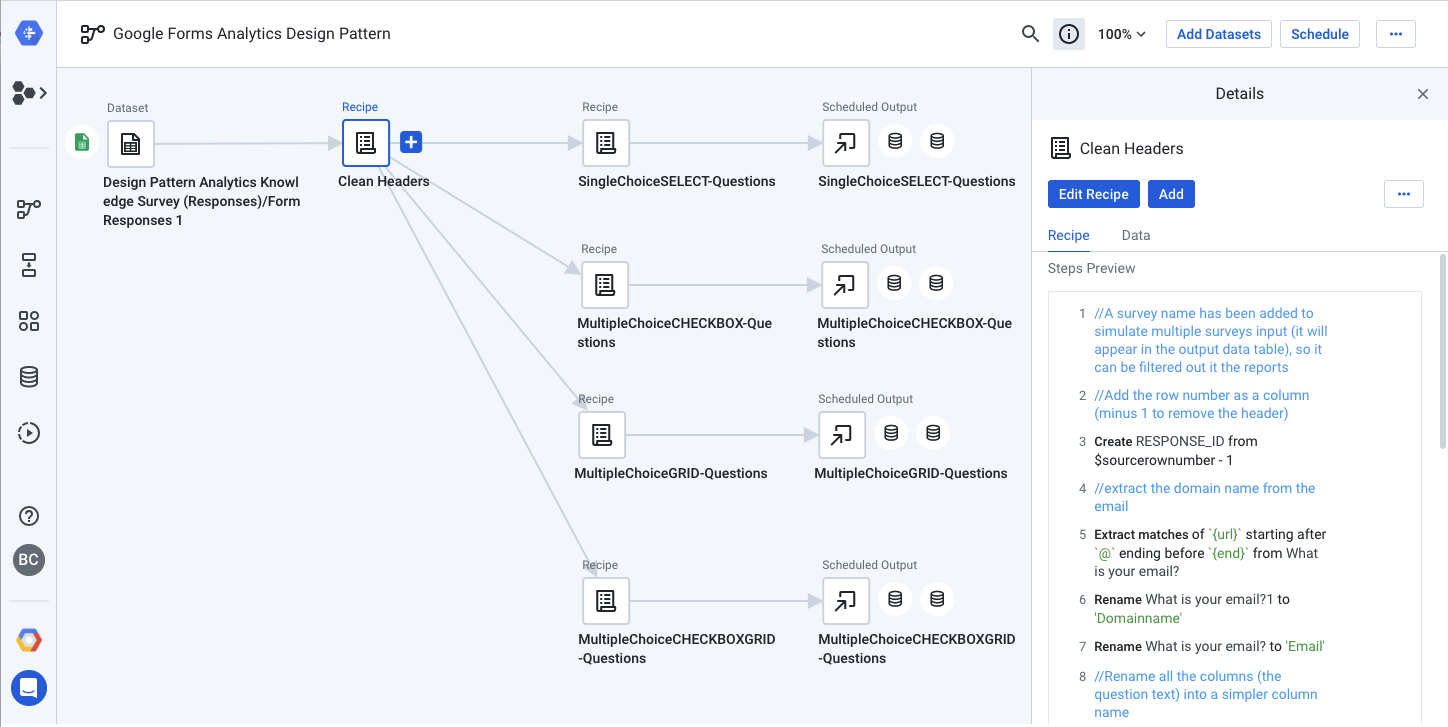 Google Forms Analytics Design Pattern
100%
Add Datasets
Schedule
Dataset
Design Pattern Analytics Knowl
edge Survey (Responses)/Form
Responses 1
Recipe
Clean Headers
Recipe
SingleChoiceSELECT-Questions
Scheduled Output
SingleChoiceSELECT-Questions
Recipe
MultipleChoiceCHECKBOX-Que
stions
Scheduled Output
MultipleChoiceCHECKBOX-Que
stions
Recipe
MultipleChoiceGRID-Questions
Scheduled Output
MultipleChoiceGRID-Questions
Recipe
MultipleChoiceCHECKBOXGRID
-Questions
Scheduled Output
MultipleChoiceCHECKBOXGRID
-Questions
BC
Details
Clean Headers
Edit Recipe
Add
Recipe
Data
Steps Preview
1 //A survey name has been added to
simulate multiple surveys input (it will
appear in the output data table), so it
can be filtered out it the reports
2 //Add the row number as a column
(minus 1 to remove the header)
3 Create RESPONSE_ID from
$sourcerownumber - 1
4 //extract the domain name from the
email
5 Extract matches of `{url}` starting after
`@` ending before `{end}` from What
is your email?
6 Rename What is your email?1 to
'Domainname'
7 Rename What is your email? to 'Email'
8 //Rename all the columns (the
question text) into a simpler column
name